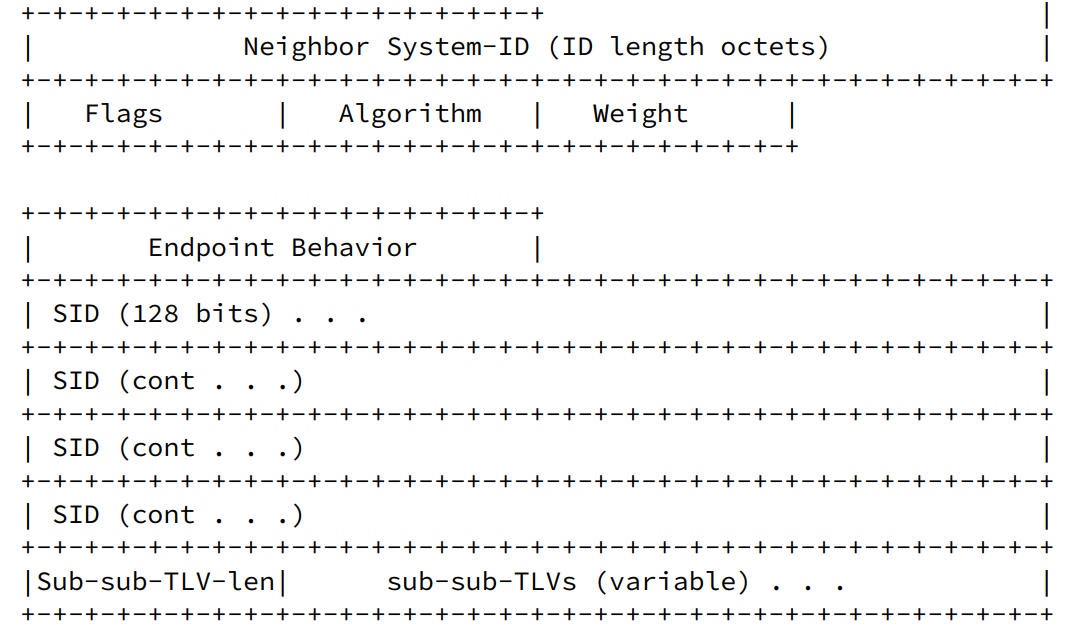 +-+-+-+-+-+-+-+-+-+-+-+-+-+-+-+-+                               |
|             Neighbor System-ID (ID length octets)             |
+-+-+-+-+-+-+-+-+-+-+-+-+-+-+-+-+-+-+-+-+-+-+-+-+-+-+-+-+-+-+-+-+
|   Flags       |   Algorithm   |   Weight      |
+-+-+-+-+-+-+-+-+-+-+-+-+-+-+-+-+-+-+-+-+-+-+-+-+
+-+-+-+-+-+-+-+-+-+-+-+-+-+-+-+-+
|       Endpoint Behavior       |
+-+-+-+-+-+-+-+-+-+-+-+-+-+-+-+-+-+-+-+-+-+-+-+-+-+-+-+-+-+-+-+-+
| SID (128 bits) . . .                                          |
+-+-+-+-+-+-+-+-+-+-+-+-+-+-+-+-+-+-+-+-+-+-+-+-+-+-+-+-+-+-+-+-+
| SID (cont . . .)                                              |
+-+-+-+-+-+-+-+-+-+-+-+-+-+-+-+-+-+-+-+-+-+-+-+-+-+-+-+-+-+-+-+-+
| SID (cont . . .)                                              |
+-+-+-+-+-+-+-+-+-+-+-+-+-+-+-+-+-+-+-+-+-+-+-+-+-+-+-+-+-+-+-+-+
| SID (cont . . .)                                              |
+-+-+-+-+-+-+-+-+-+-+-+-+-+-+-+-+-+-+-+-+-+-+-+-+-+-+-+-+-+-+-+-+
|Sub-sub-TLV-len|      sub-sub-TLVs (variable) . . .            |
+-+-+-+-+-+-+-+-+-+-+-+-+-+-+-+-+-+-+-+-+-+-+-+-+-+-+-+-+-+-+-+-+